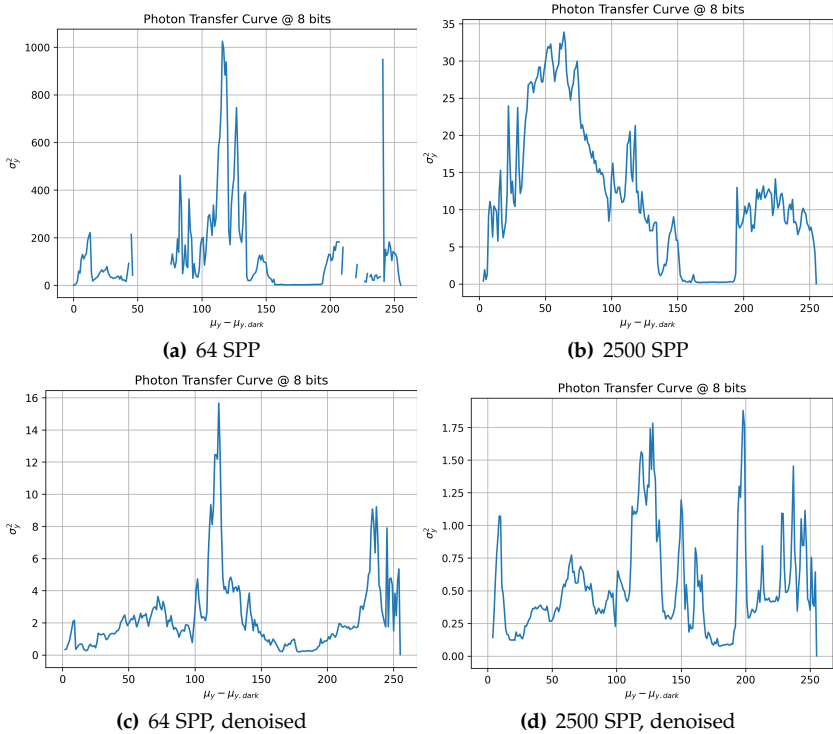 Photon Transfer Curve @ 8 bits
1000
800
600
400
200
0
σ²y
0 50 100 150 200 250
μy − μy.dark
(a) 64 SPP
Photon Transfer Curve @ 8 bits
35
30
25
20
15
10
5
0
σ²y
0 50 100 150 200 250
μy − μy.dark
(b) 2500 SPP
Photon Transfer Curve @ 8 bits
16
14
12
10
8
6
4
2
0
σ²y
0 50 100 150 200 250
μy − μy.dark
(c) 64 SPP, denoised
Photon Transfer Curve @ 8 bits
1.75
1.50
1.25
1.00
0.75
0.50
0.25
0.00
σ²y
0 50 100 150 200 250
μy − μy.dark
(d) 2500 SPP, denoised